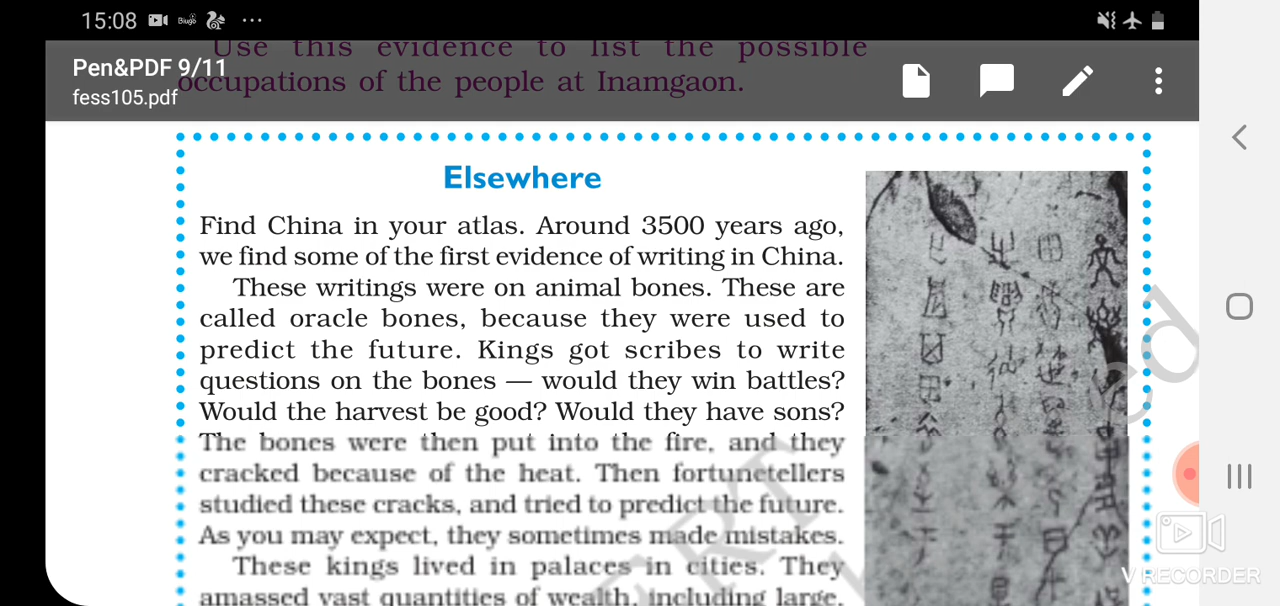 15:08
Use this evidence to list the possible
Pen&PDF 9/11
occupations of the people at Inamgaon.
fess105.pdf
Elsewhere
Find China in your atlas. Around 3500 years ago,
we find some of the first evidence of writing in China.
These writings were on animal bones. These are
called oracle bones, because they were used to
predict the future. Kings got scribes to write
questions on the bones — would they win battles?
Would the harvest be good? Would they have sons?
The bones were then put into the fire, and they
cracked because of the heat. Then fortunetellers
studied these cracks, and tried to predict the future.
As you may expect, they sometimes made mistakes.
These kings lived in palaces in cities. They
amassed vast quantities of wealth, including large,
V RECORDER